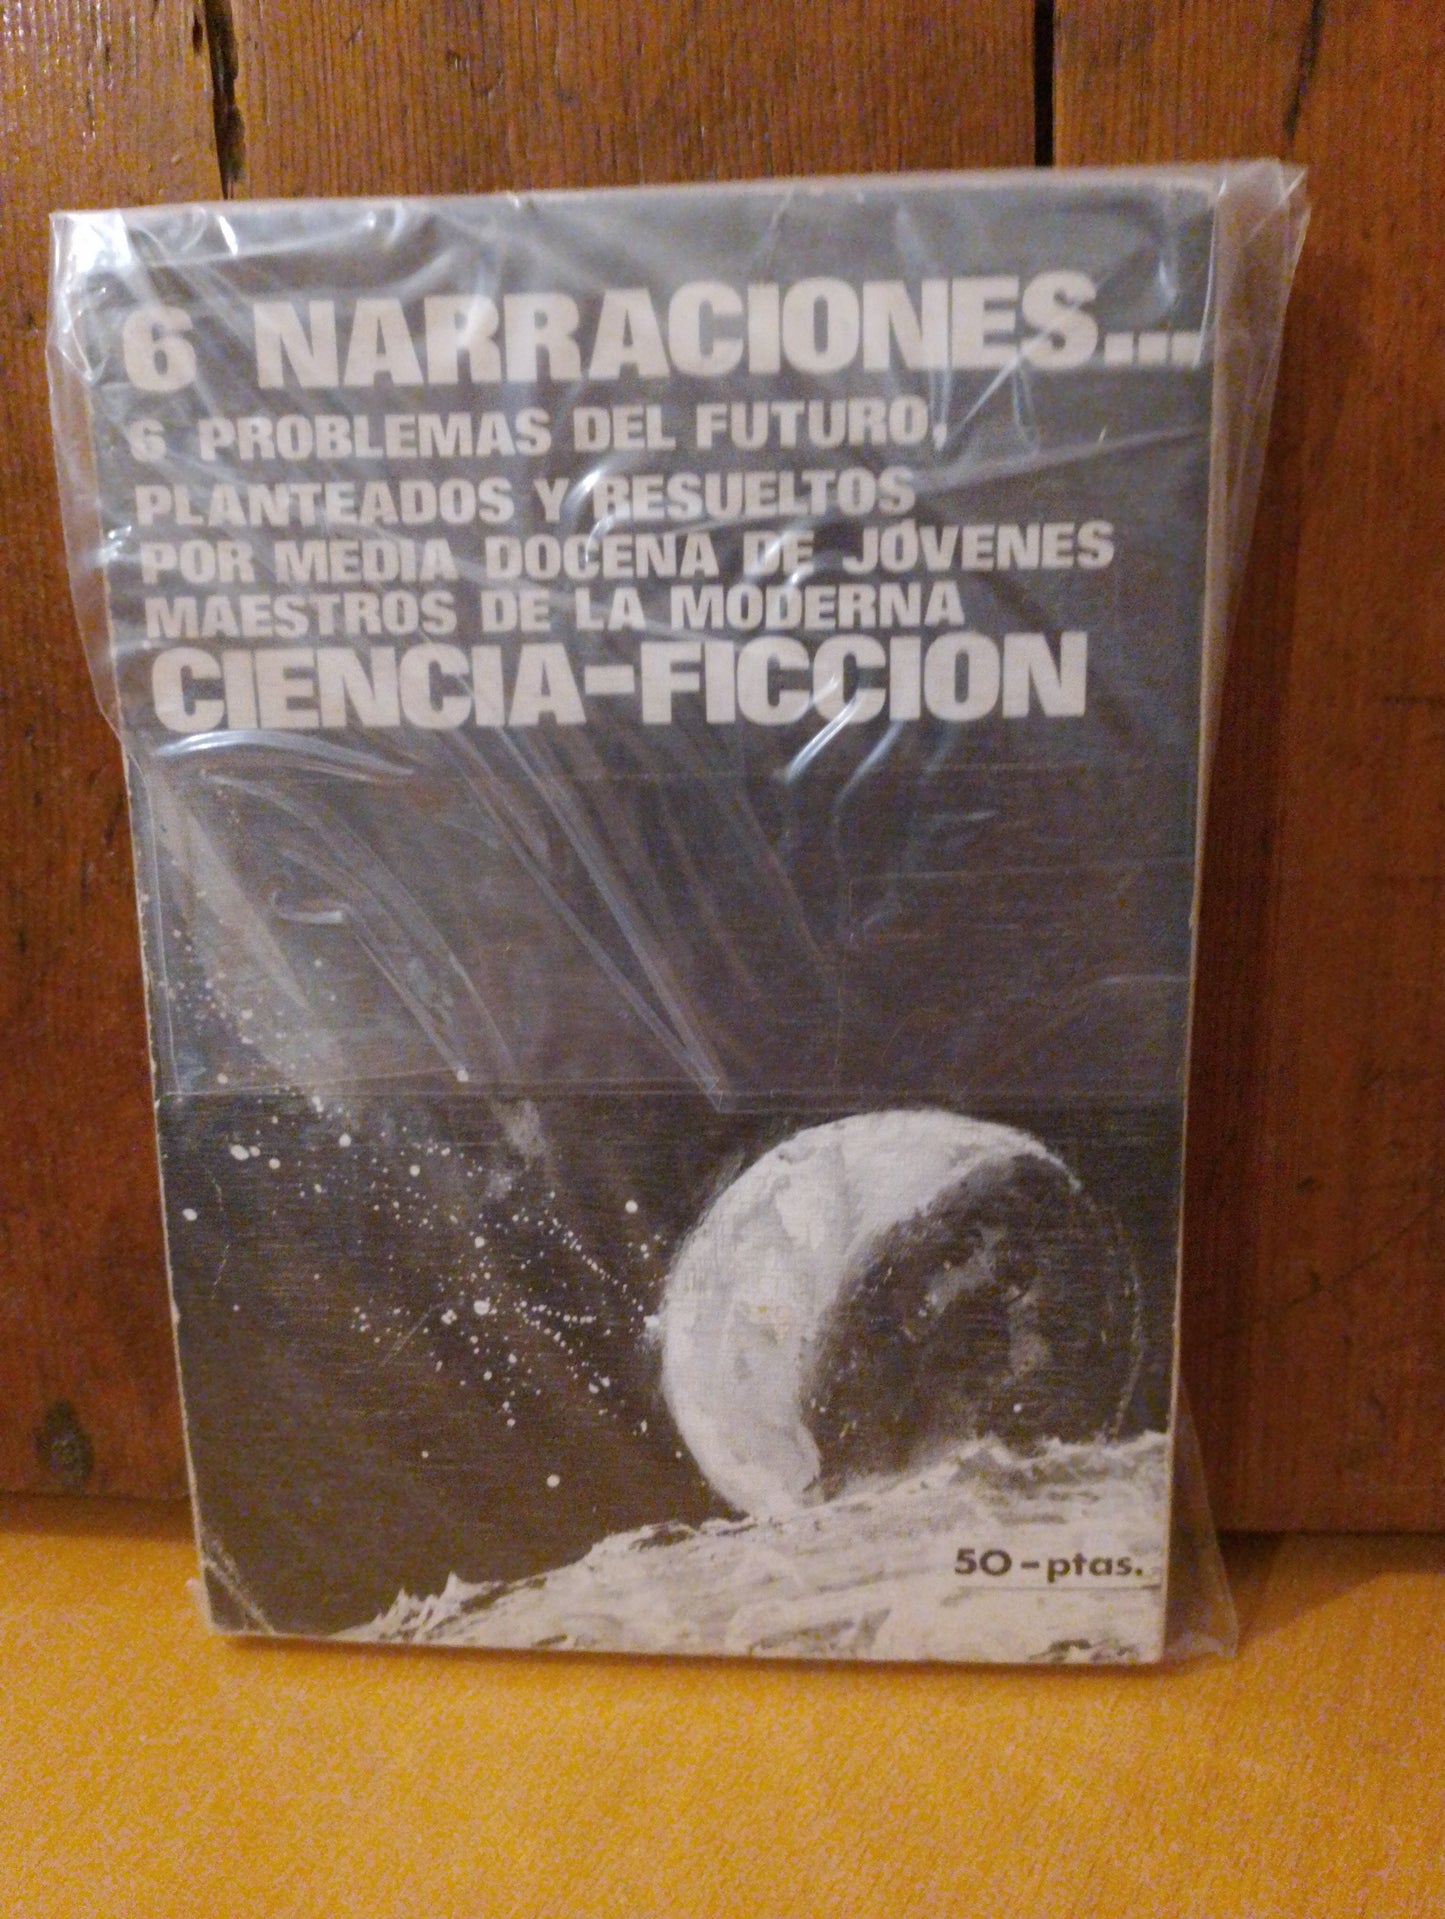 6 NARRACIONES...
6 PROBLEMAS DEL FUTURO,
PLANTEADOS Y RESUELTOS
POR MEDIA DOCENA DE JÓVENES
MAESTROS DE LA MODERNA
CIENCIA-FICCION
50-ptas.